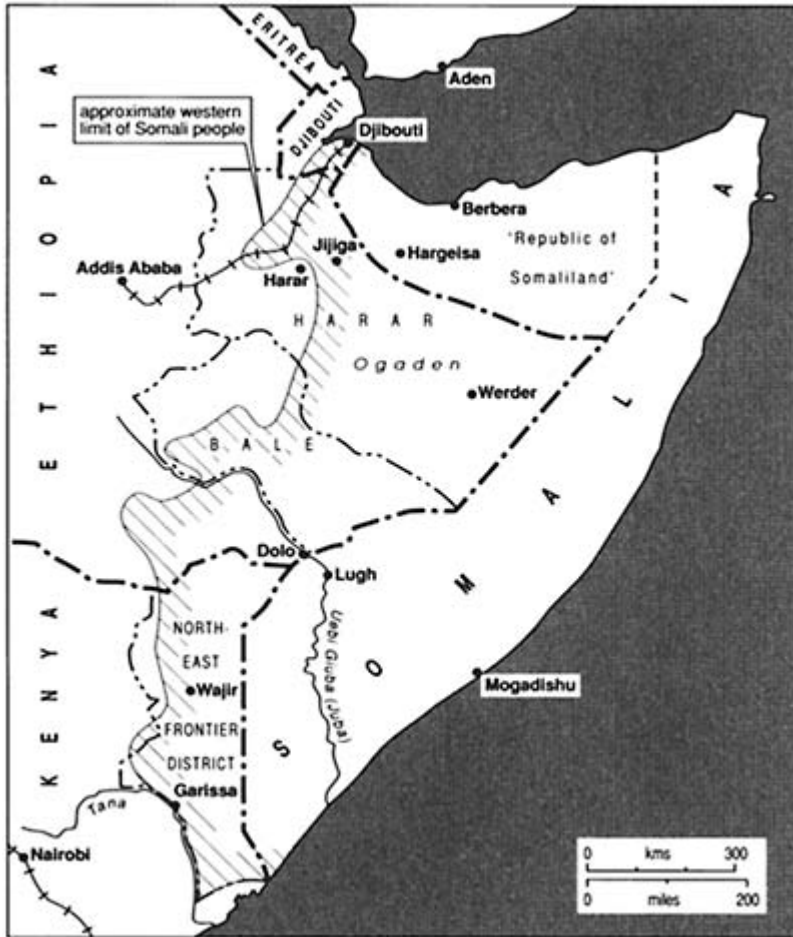 ERITREA
Aden
approximate western
limit of Somali people
DJIBOUTI
Djibouti
Berbera
'Republic of
Somaliland'
Jijiga
Hargeisa
Addis Ababa
Harar
HARAR
Ogaden
Werder
BALE
ETHIOPIA
SOMALIA
Dolo
Lugh
Uebi Giuba (Juba)
NORTH-
EAST
Wajir
FRONTIER
DISTRICT
Mogadishu
KENYA
Garissa
Tana
Nairobi
0 kms 300
0 miles 200